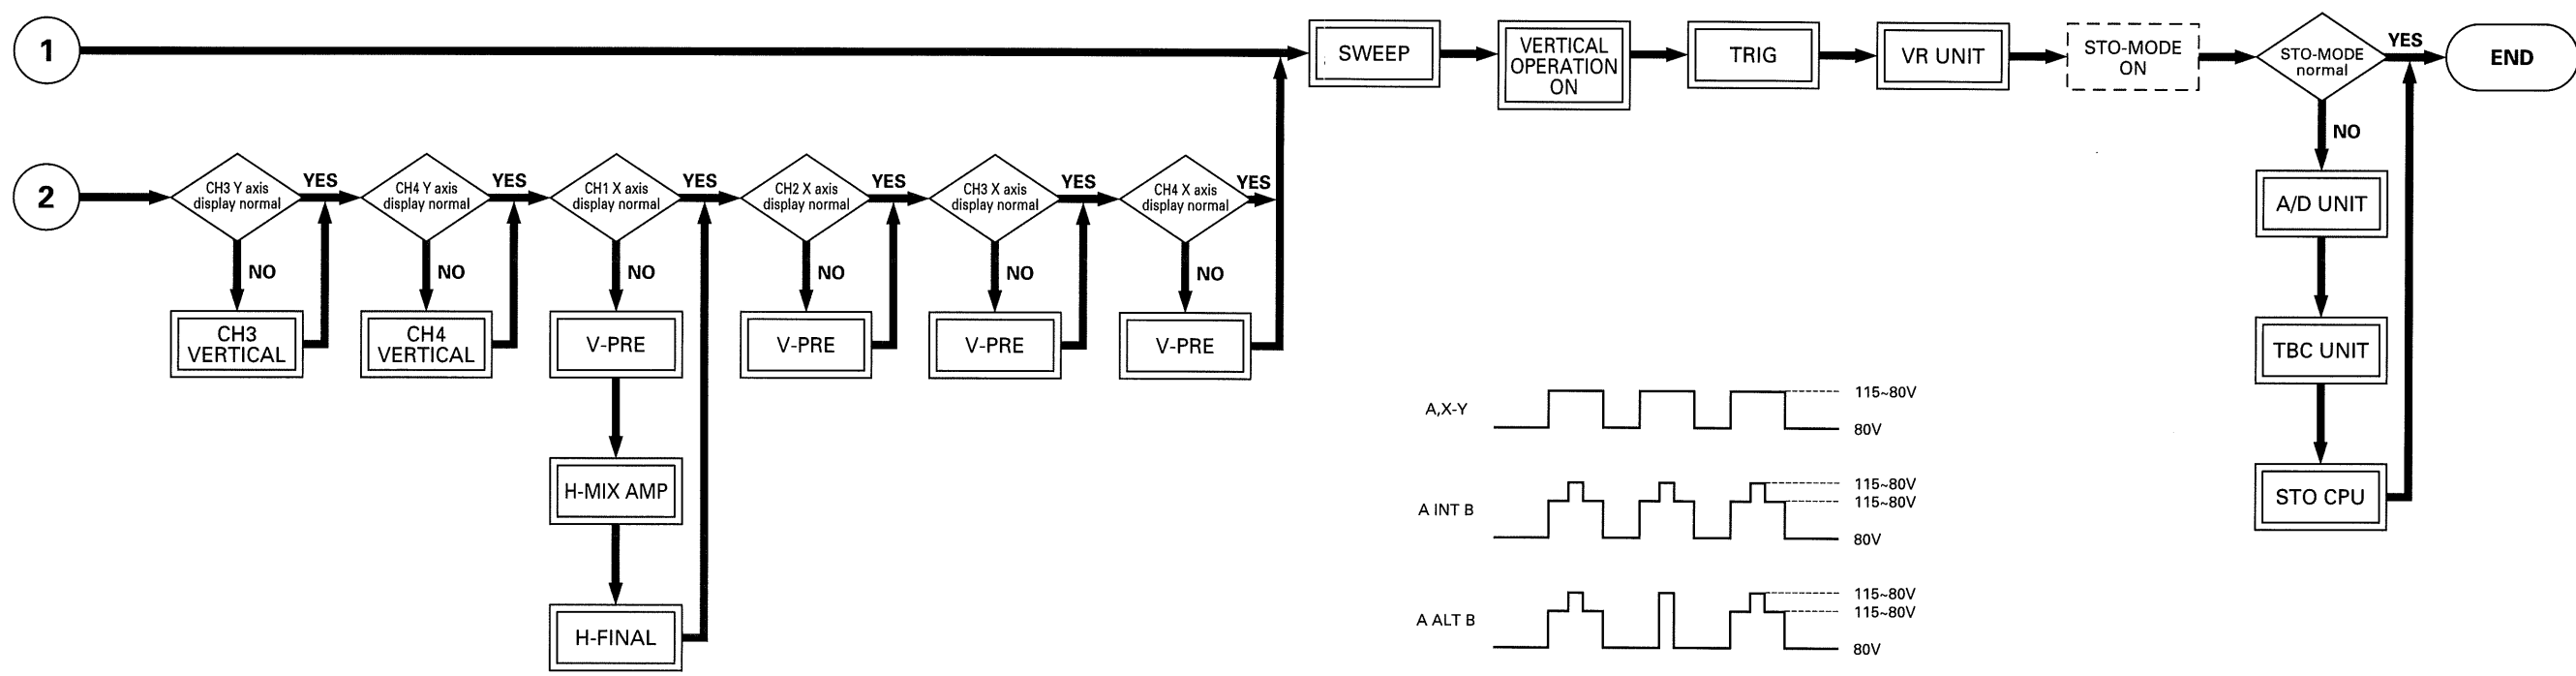 1
SWEEP
VERTICAL
OPERATION
ON
TRIG
VR UNIT
STO-MODE
ON
STO-MODE
normal
YES
END
NO
2
CH3 Y axis
display normal
YES
CH4 Y axis
display normal
YES
CH1 X axis
display normal
YES
CH2 X axis
display normal
YES
CH3 X axis
display normal
YES
CH4 X axis
display normal
YES
NO
NO
NO
NO
NO
NO
CH3
VERTICAL
CH4
VERTICAL
V-PRE
V-PRE
V-PRE
V-PRE
H-MIX AMP
H-FINAL
A/D UNIT
TBC UNIT
STO CPU
A,X-Y
115~80V
80V
A INT B
115~80V
115~80V
80V
A ALT B
115~80V
115~80V
80V